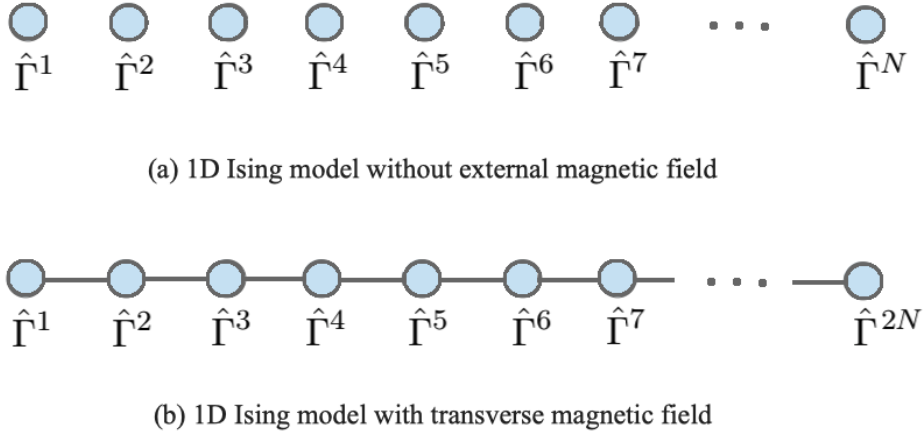 Γ̂¹ Γ̂² Γ̂³ Γ̂⁴ Γ̂⁵ Γ̂⁶ Γ̂⁷ ... Γ̂ᴺ
(a) 1D Ising model without external magnetic field
Γ̂¹ Γ̂² Γ̂³ Γ̂⁴ Γ̂⁵ Γ̂⁶ Γ̂⁷ ... Γ̂²ᴺ
(b) 1D Ising model with transverse magnetic field